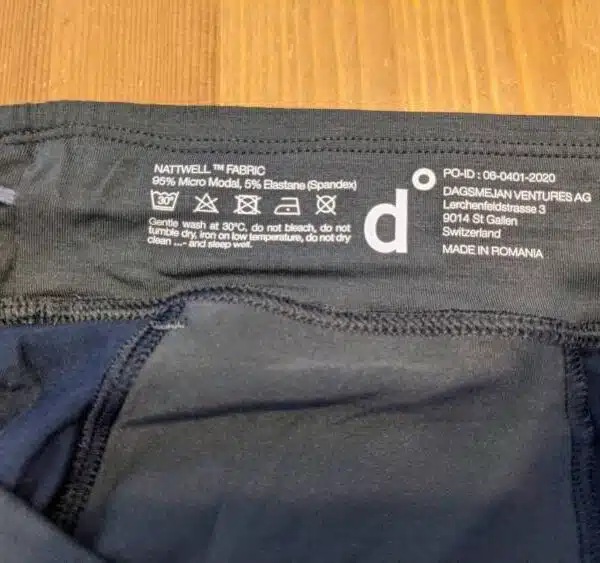 NATTWELL™ FABRIC
95% Micro Modal, 5% Elastane (Spandex)
30°
Gentle wash at 30°C, do not bleach, do not
tumble dry, iron on low temperature, do not dry
clean ...- and sleep well.
d°
PO-ID : 06-0401-2020
DAGSMEJAN VENTURES AG
Lerchenfeldstrasse 3
9014 St Gallen
Switzerland
MADE IN ROMANIA